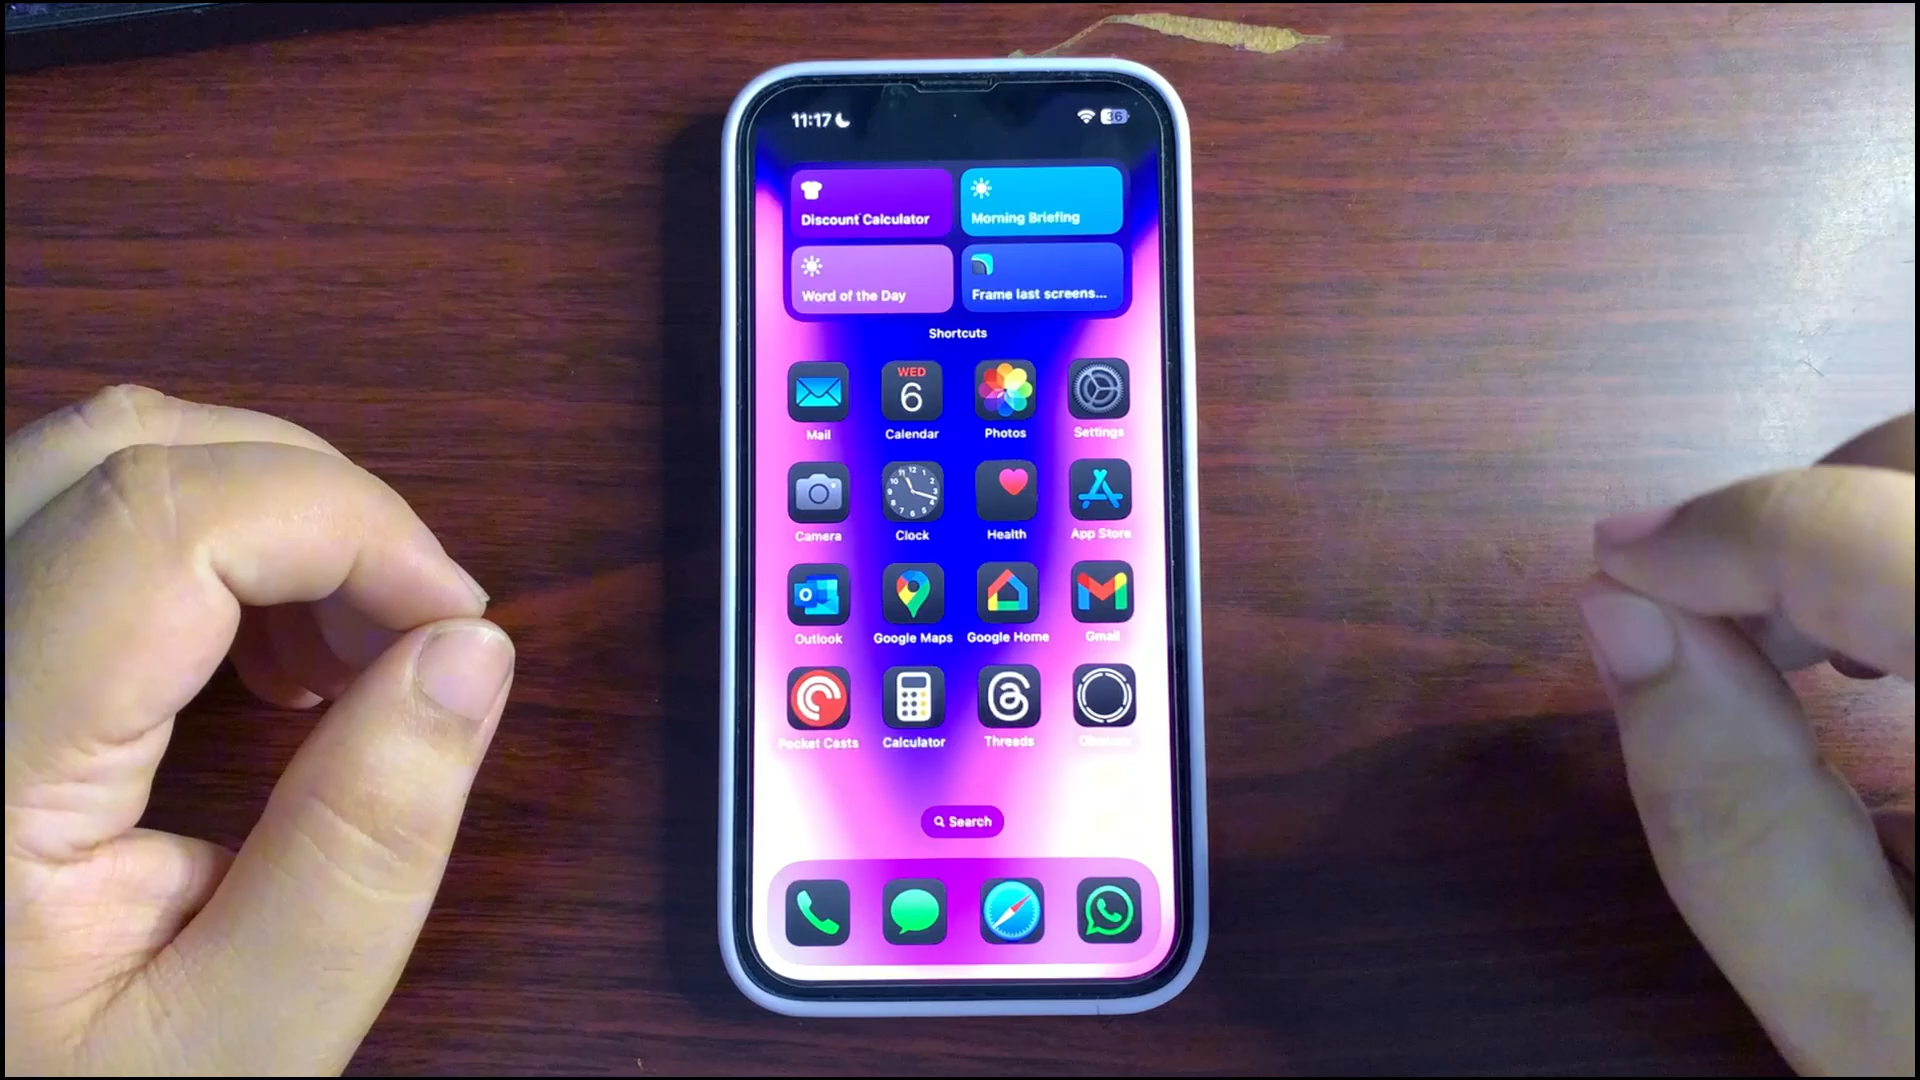 11:17
36
Discount Calculator
Morning Briefing
Word of the Day
Frame last screens...
Shortcuts
WED
6
Mail
Calendar
Photos
Settings
Camera
Clock
Health
App Store
Outlook
Google Maps
Google Home
Gmail
Pocket Casts
Calculator
Threads
Search